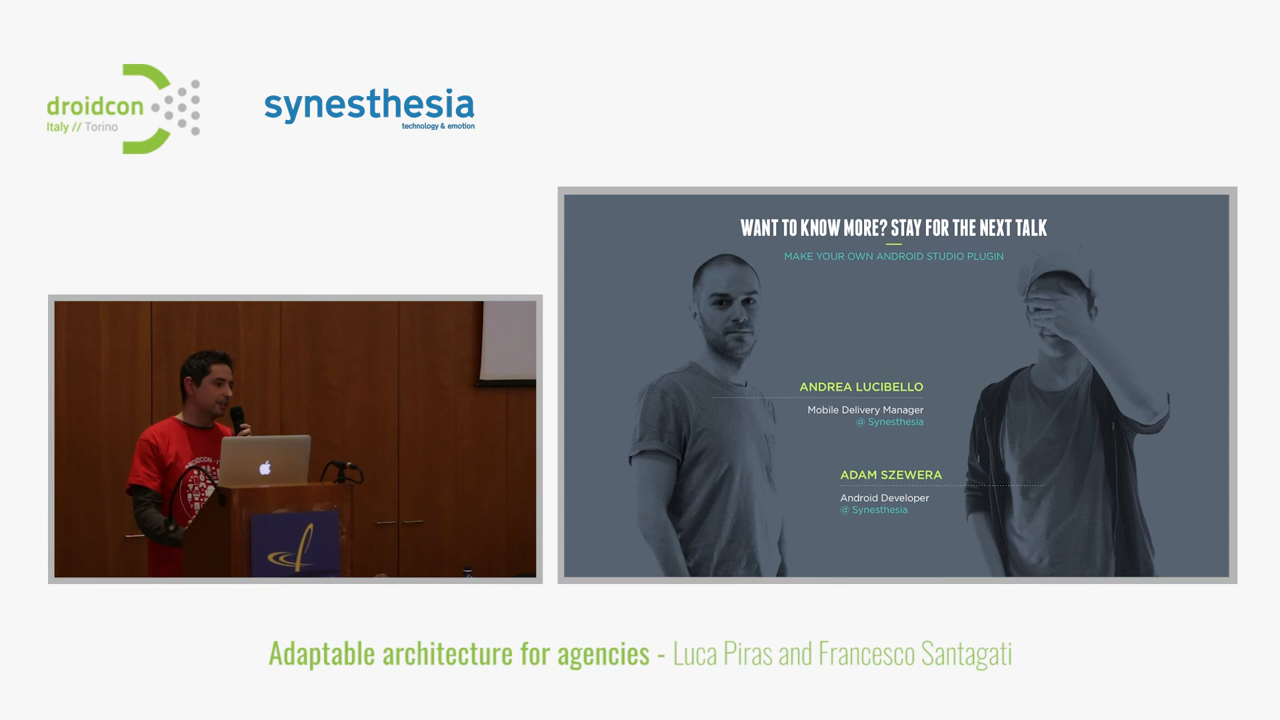 droidcon
Italy // Torino
synesthesia
technology & emotion
WANT TO KNOW MORE? STAY FOR THE NEXT TALK
MAKE YOUR OWN ANDROID STUDIO PLUGIN
ANDREA LUCIBELLO
Mobile Delivery Manager
@ Synesthesia
ADAM SZEWERA
Android Developer
@ Synesthesia
Adaptable architecture for agencies - Luca Piras and Francesco Santagati